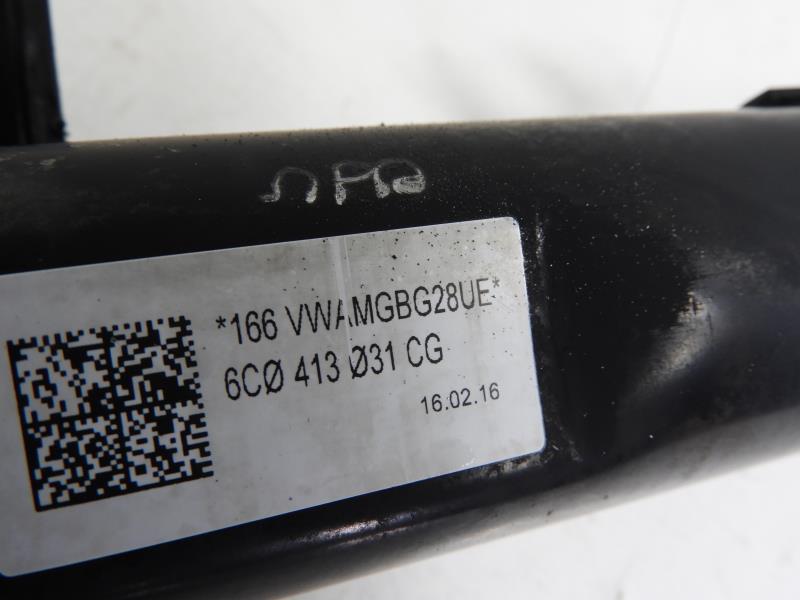 *166 VWAMGBG28UE*
6CØ 413 Ø31 CG
16.02.16